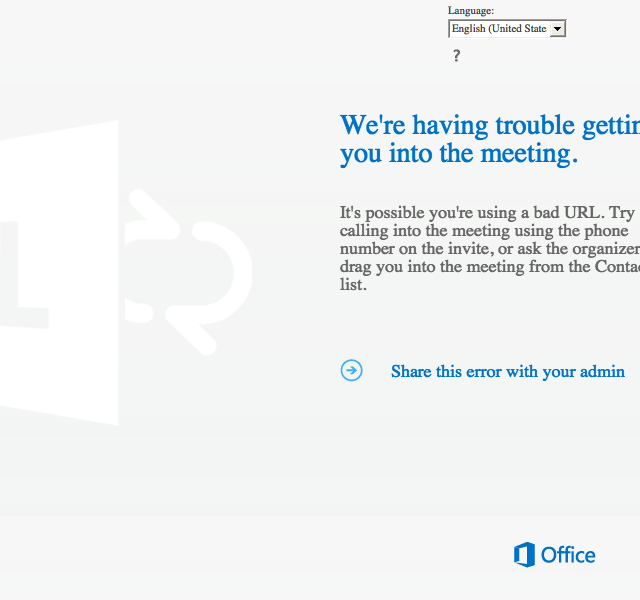 Language:
English (United State
?
We're having trouble gettin
you into the meeting.
It's possible you're using a bad URL. Try
calling into the meeting using the phone
number on the invite, or ask the organizer
drag you into the meeting from the Conta
list.
Share this error with your admin
Office